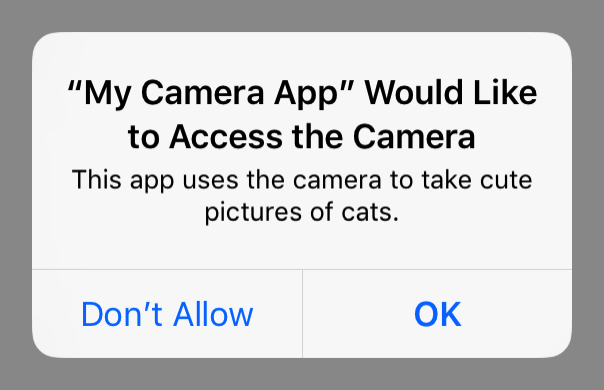 “My Camera App” Would Like
to Access the Camera
This app uses the camera to take cute
pictures of cats.
Don’t Allow
OK